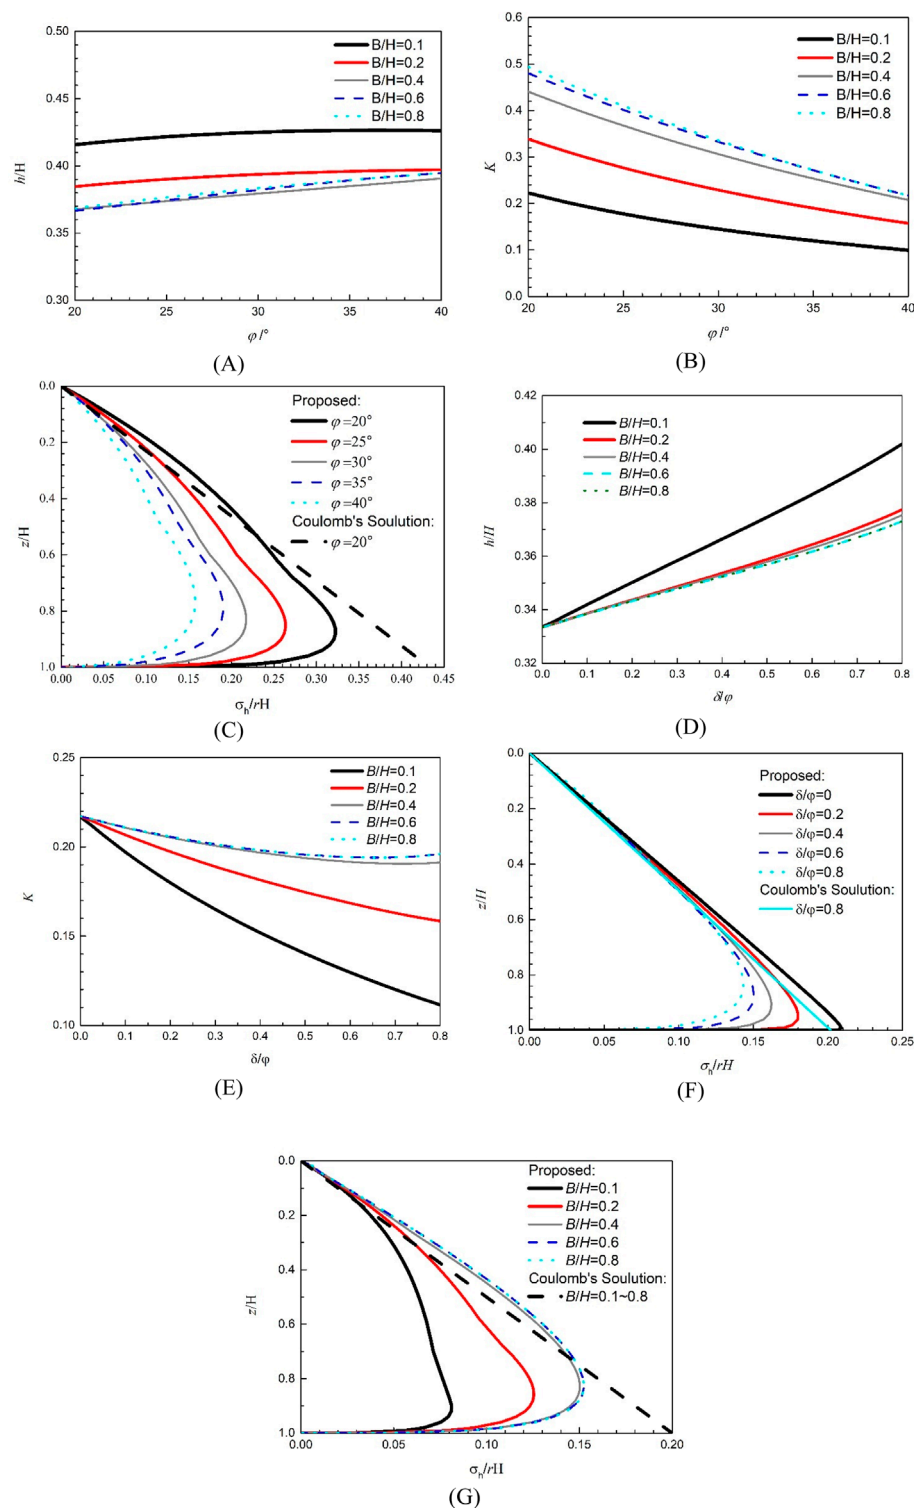 0.50
0.45
0.40
0.35
0.30
h/H
B/H=0.1
B/H=0.2
B/H=0.4
B/H=0.6
B/H=0.8
20 25 30 35 40
φ /°
(A)
0.6
0.5
0.4
0.3
0.2
0.1
0.0
K
B/H=0.1
B/H=0.2
B/H=0.4
B/H=0.6
B/H=0.8
20 25 30 35 40
φ /°
(B)
0.0
0.2
0.4
0.6
0.8
1.0
z/H
Proposed:
φ=20°
φ=25°
φ=30°
φ=35°
φ=40°
Coulomb's Soulution:
φ=20°
0.00 0.05 0.10 0.15 0.20 0.25 0.30 0.35 0.40 0.45
σh/rH
(C)
0.42
0.40
0.38
0.36
0.34
0.32
h/H
B/H=0.1
B/H=0.2
B/H=0.4
B/H=0.6
B/H=0.8
0.0 0.1 0.2 0.3 0.4 0.5 0.6 0.7 0.8
δ/φ
(D)
0.25
0.20
0.15
0.10
K
B/H=0.1
B/H=0.2
B/H=0.4
B/H=0.6
B/H=0.8
0.0 0.1 0.2 0.3 0.4 0.5 0.6 0.7 0.8
δ/φ
(E)
0.0
0.2
0.4
0.6
0.8
1.0
z/H
Proposed:
δ/φ=0
δ/φ=0.2
δ/φ=0.4
δ/φ=0.6
δ/φ=0.8
Coulomb's Soulution:
δ/φ=0.8
0.00 0.05 0.10 0.15 0.20 0.25
σh/rH
(F)
0.0
0.2
0.4
0.6
0.8
1.0
z/H
Proposed:
B/H=0.1
B/H=0.2
B/H=0.4
B/H=0.6
B/H=0.8
Coulomb's Soulution:
B/H=0.1~0.8
0.00 0.05 0.10 0.15 0.20
σh/rH
(G)